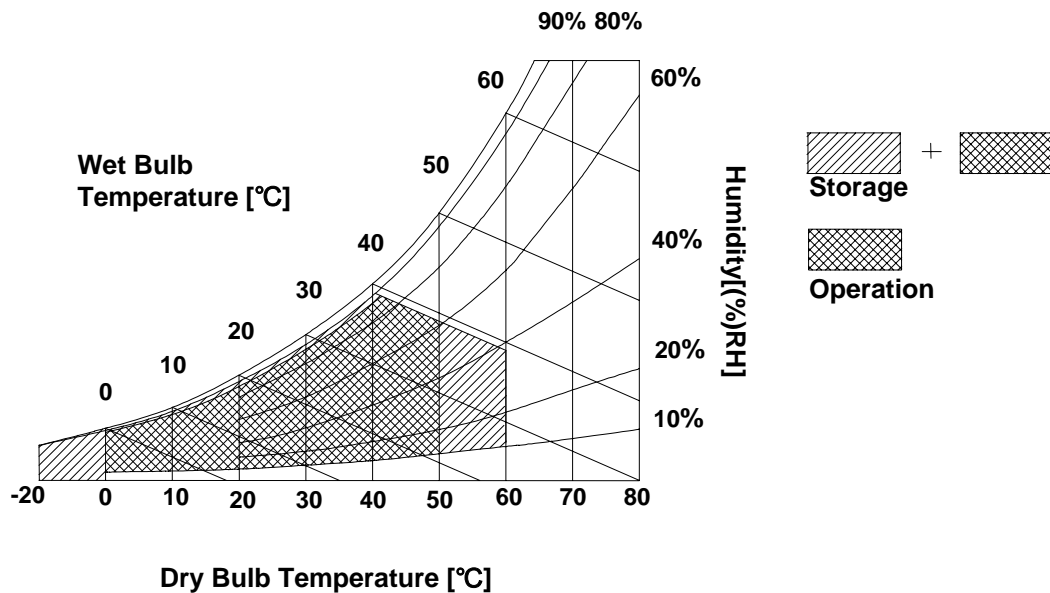 90% 80%
60
60%
50
Wet Bulb
Temperature [℃]
+
Storage
40
40%
Humidity[(%)RH]
30
Operation
20
20%
10
0
10%
-20 0 10 20 30 40 50 60 70 80
Dry Bulb Temperature [℃]